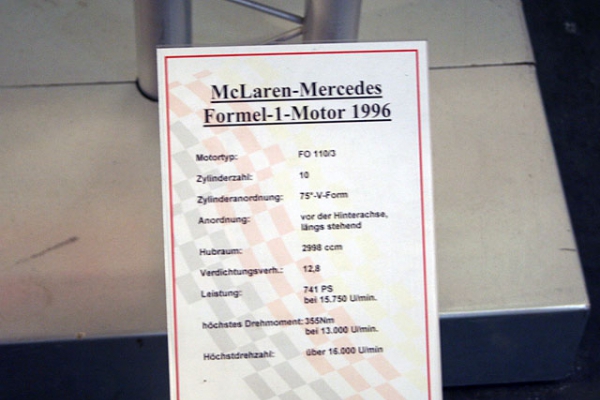 McLaren-Mercedes
Formel-1-Motor 1996
Motortyp: FO 110/3
Zylinderzahl: 10
Zylinderanordnung: 75°-V-Form
Anordnung: vor der Hinterachse,
längs stehend
Hubraum: 2998 ccm
Verdichtungsverh.: 12,8
Leistung: 741 PS
bei 15.750 U/min.
höchstes Drehmoment: 355Nm
bei 13.000 U/min.
Höchstdrehzahl: über 16.000 U/min